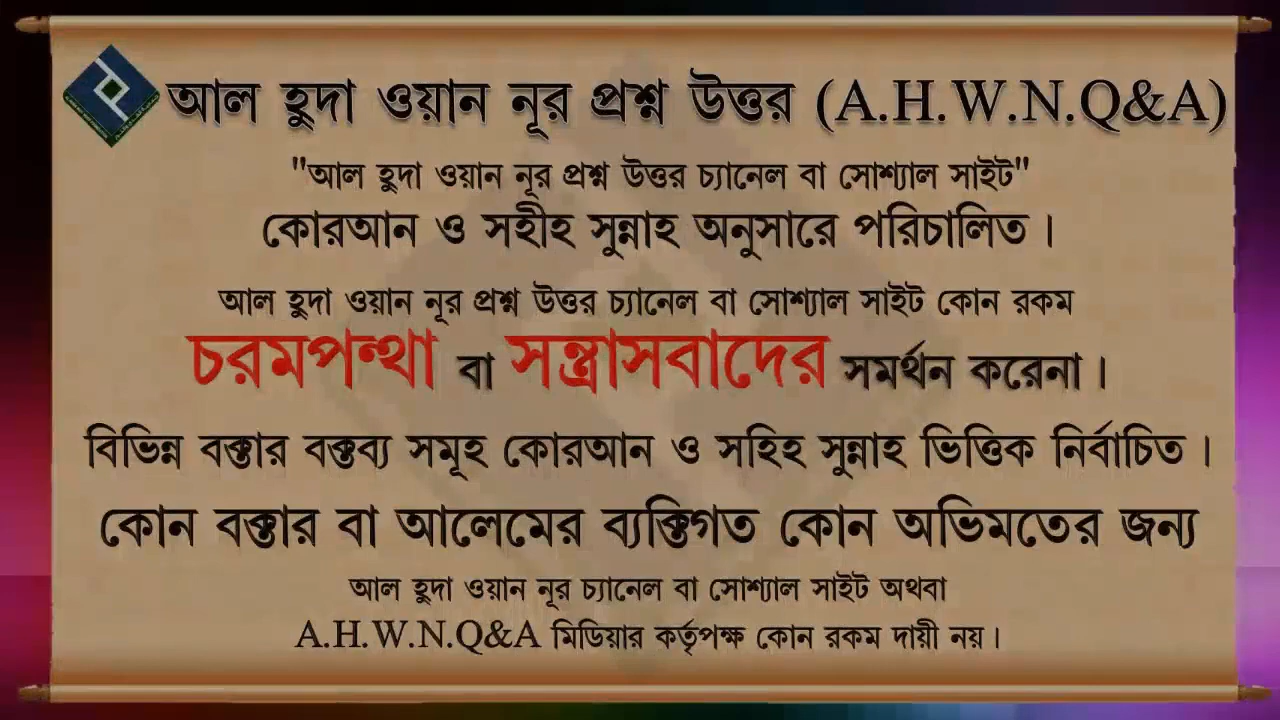 আল হুদা ওয়ান নূর প্রশ্ন উত্তর (A.H.W.N.Q&A)
"আল হুদা ওয়ান নূর প্রশ্ন উত্তর চ্যানেল বা সোশ্যাল সাইট"
কোরআন ও সহীহ সুন্নাহ অনুসারে পরিচালিত।
আল হুদা ওয়ান নূর প্রশ্ন উত্তর চ্যানেল বা সোশ্যাল সাইট কোন রকম
চরমপন্থা বা সন্ত্রাসবাদের সমর্থন করেনা।
বিভিন্ন বক্তার বক্তব্য সমূহ কোরআন ও সহিহ সুন্নাহ ভিত্তিক নির্বাচিত।
কোন বক্তার বা আলেমের ব্যক্তিগত কোন অভিমতের জন্য
আল হুদা ওয়ান নূর চ্যানেল বা সোশ্যাল সাইট অথবা
A.H.W.N.Q&A মিডিয়ার কর্তৃপক্ষ কোন রকম দায়ী নয়।